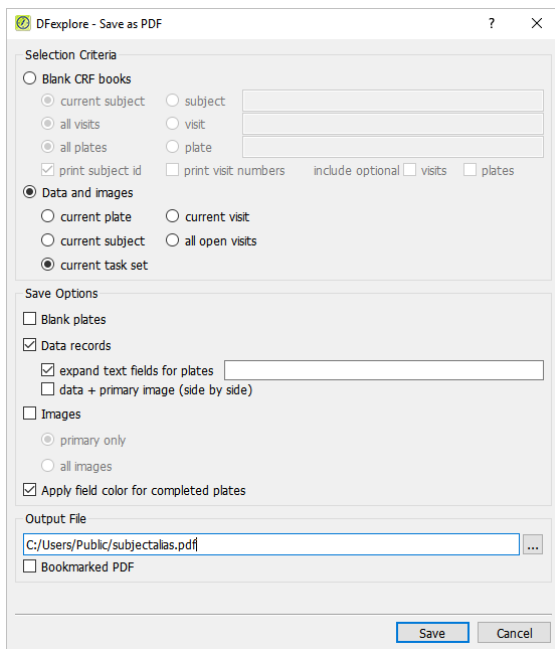 DFexplore - Save as PDF ? ×
Selection Criteria
Blank CRF books
current subject subject
all visits visit
all plates plate
print subject id print visit numbers include optional visits plates
Data and images
current plate current visit
current subject all open visits
current task set
Save Options
Blank plates
Data records
expand text fields for plates
data + primary image (side by side)
Images
primary only
all images
Apply field color for completed plates
Output File
C:/Users/Public/subjectalias.pdf ...
Bookmarked PDF
Save Cancel